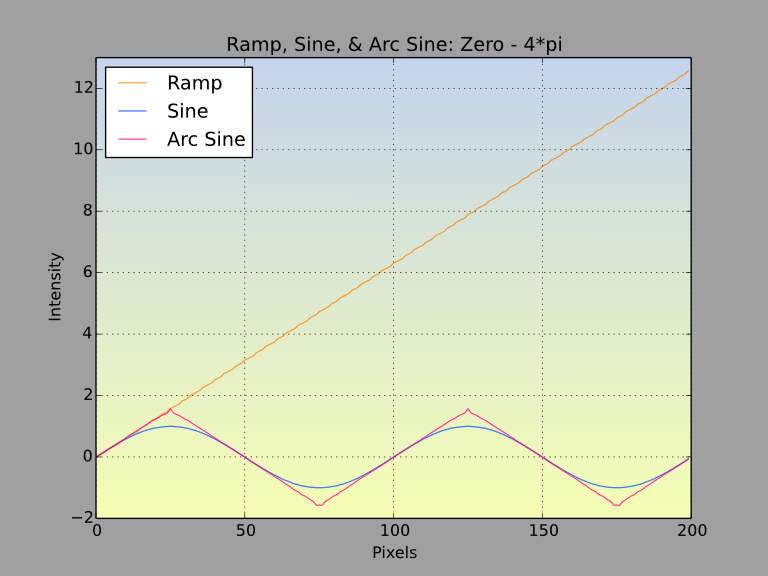 Ramp, Sine, & Arc Sine: Zero - 4*pi
Ramp
Sine
Arc Sine
12
10
8
6
4
2
0
−2
Intensity
0 50 100 150 200
Pixels